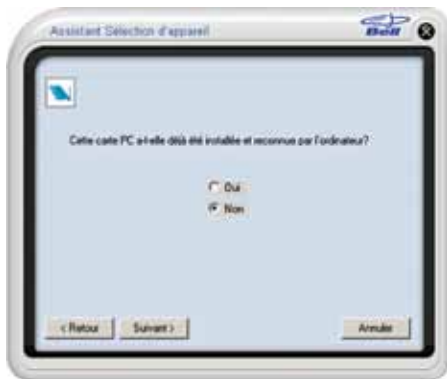 Assistant Sélection d'appareil
Bell
Cette carte PC a-t-elle déjà été installée et reconnue par l'ordinateur?
Oui
Non
< Retour
Suivant >
Annuler